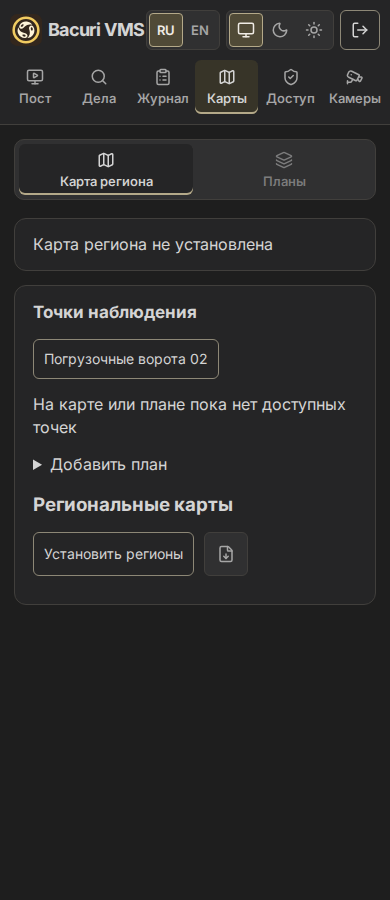 Bacuri VMS
RU
EN
Пост
Дела
Журнал
Карты
Доступ
Камеры
Карта региона
Планы
Карта региона не установлена
Точки наблюдения
Погрузочные ворота 02
На карте или плане пока нет доступных
точек
Добавить план
Региональные карты
Установить регионы